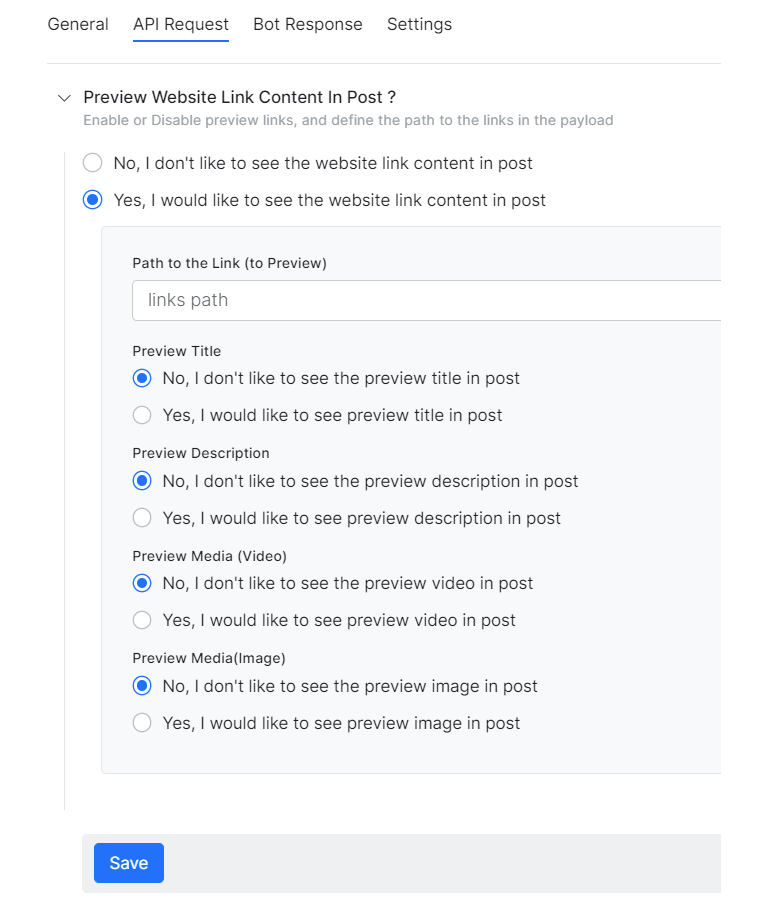 General API Request Bot Response Settings
Preview Website Link Content In Post ?
Enable or Disable preview links, and define the path to the links in the payload
No, I don't like to see the website link content in post
Yes, I would like to see the website link content in post
Path to the Link (to Preview)
links path
Preview Title
No, I don't like to see the preview title in post
Yes, I would like to see preview title in post
Preview Description
No, I don't like to see the preview description in post
Yes, I would like to see preview description in post
Preview Media (Video)
No, I don't like to see the preview video in post
Yes, I would like to see preview video in post
Preview Media(Image)
No, I don't like to see the preview image in post
Yes, I would like to see preview image in post
Save